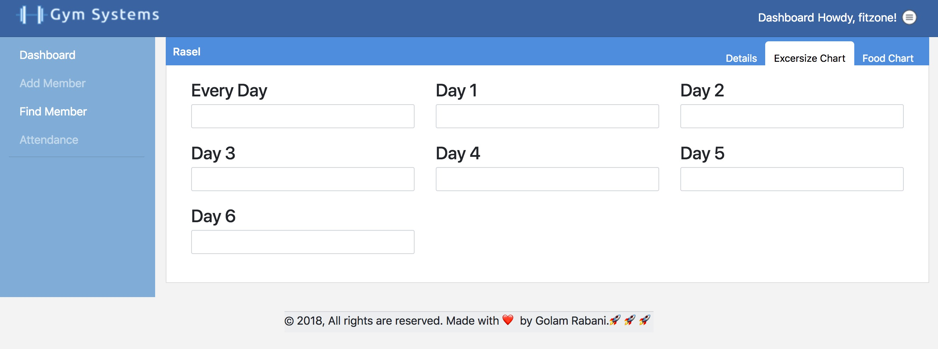 Gym Systems
Dashboard Howdy, fitzone!
Dashboard
Add Member
Find Member
Attendance
Rasel
Details Excersize Chart Food Chart
Every Day Day 1 Day 2
Day 3 Day 4 Day 5
Day 6
© 2018, All rights are reserved. Made with ❤️ by Golam Rabani.🚀 🚀 🚀